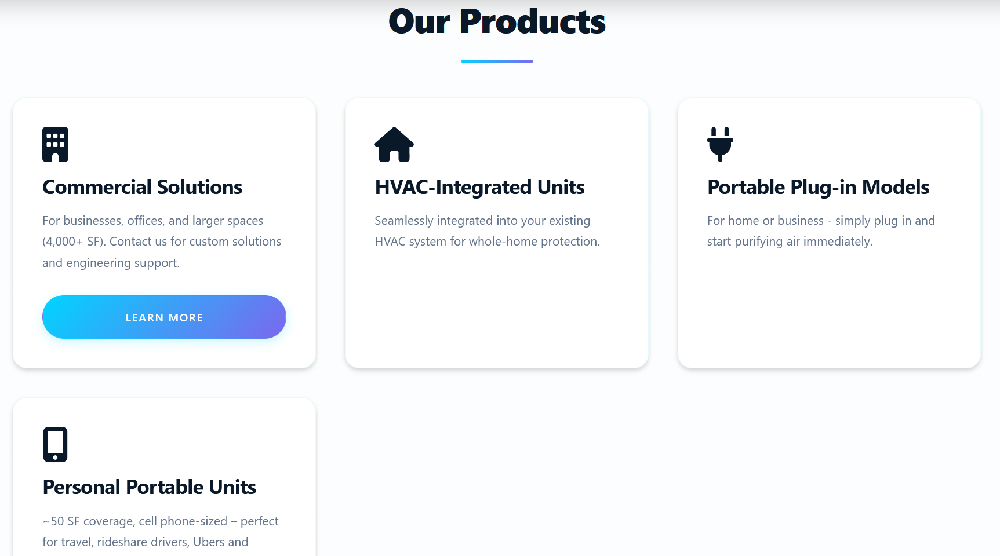 Our Products
Commercial Solutions
For businesses, offices, and larger spaces
(4,000+ SF). Contact us for custom solutions
and engineering support.
LEARN MORE
HVAC-Integrated Units
Seamlessly integrated into your existing
HVAC system for whole-home protection.
Portable Plug-in Models
For home or business - simply plug in and
start purifying air immediately.
Personal Portable Units
~50 SF coverage, cell phone-sized – perfect
for travel, rideshare drivers, Ubers and